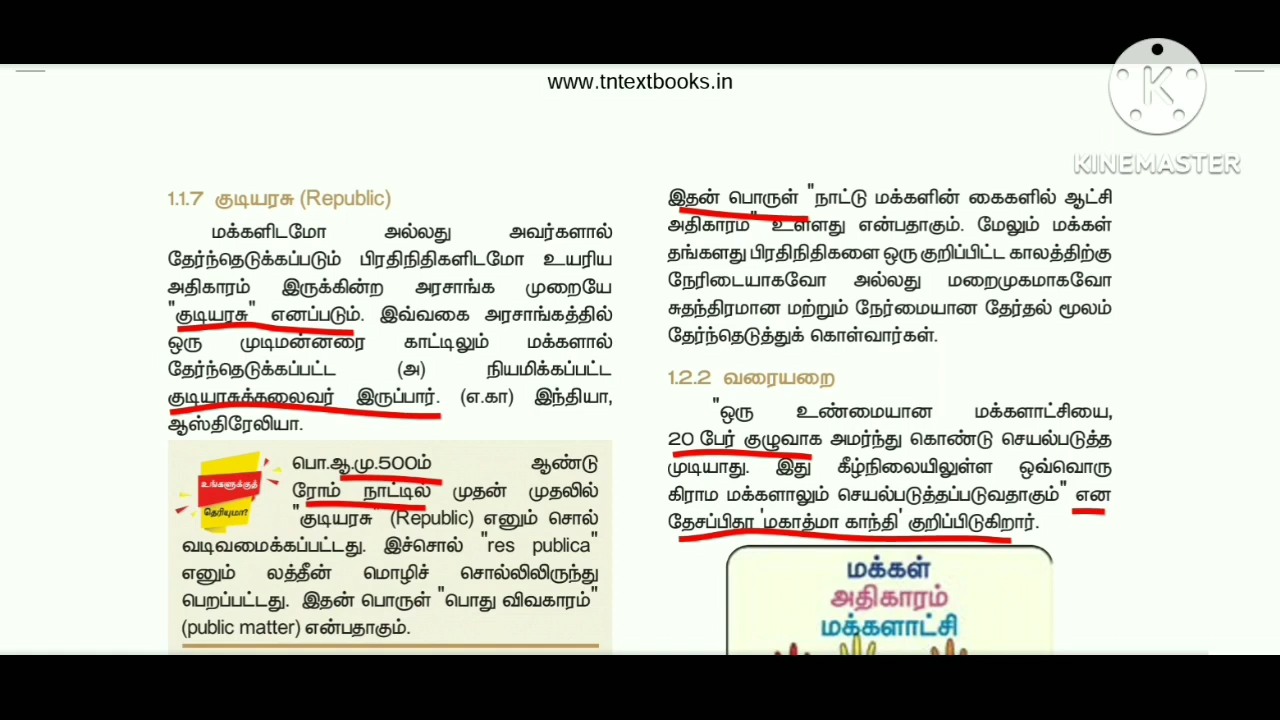 www.tntextbooks.in
KINEMASTER
1.1.7 குடியரசு (Republic)
மக்களிடமோ அல்லது அவர்களால்
தேர்ந்தெடுக்கப்படும் பிரதிநிதிகளிடமோ உயரிய
அதிகாரம் இருக்கின்ற அரசாங்க முறையே
"குடியரசு" எனப்படும். இவ்வகை அரசாங்கத்தில்
ஒரு முடிமன்னரை காட்டிலும் மக்களால்
தேர்ந்தெடுக்கப்பட்ட (அ) நியமிக்கப்பட்ட
குடியரசுத்தலைவர் இருப்பார். (எ.கா) இந்தியா,
ஆஸ்திரேலியா.
உங்களுக்குத்
தெரியுமா?
பொ.ஆ.மு.500ம் ஆண்டு
ரோம் நாட்டில் முதன் முதலில்
"குடியரசு" (Republic) எனும் சொல்
வடிவமைக்கப்பட்டது. இச்சொல் "res publica"
எனும் லத்தீன் மொழிச் சொல்லிலிருந்து
பெறப்பட்டது. இதன் பொருள் "பொது விவகாரம்"
(public matter) என்பதாகும்.
இதன் பொருள் "நாட்டு மக்களின் கைகளில் ஆட்சி
அதிகாரம்" உள்ளது என்பதாகும். மேலும் மக்கள்
தங்களது பிரதிநிதிகளை ஒரு குறிப்பிட்ட காலத்திற்கு
நேரிடையாகவோ அல்லது மறைமுகமாகவோ
சுதந்திரமான மற்றும் நேர்மையான தேர்தல் மூலம்
தேர்ந்தெடுத்துக் கொள்வார்கள்.
1.2.2 வரையறை
"ஒரு உண்மையான மக்களாட்சியை,
20 பேர் குழுவாக அமர்ந்து கொண்டு செயல்படுத்த
முடியாது. இது கீழ்நிலையிலுள்ள ஒவ்வொரு
கிராம மக்களாலும் செயல்படுத்தப்படுவதாகும்" என
தேசப்பிதா 'மகாத்மா காந்தி' குறிப்பிடுகிறார்.
மக்கள்
அதிகாரம்
மக்களாட்சி